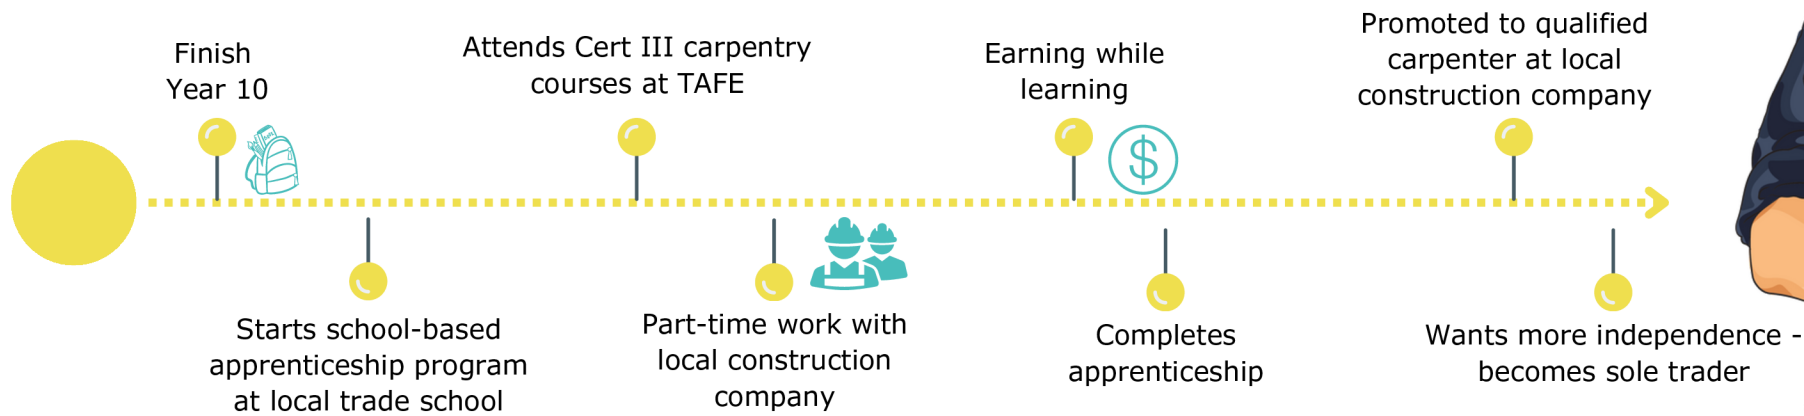 Finish
Year 10
Starts school-based
apprenticeship program
at local trade school
Attends Cert III carpentry
courses at TAFE
Part-time work with
local construction
company
Earning while
learning
$
Completes
apprenticeship
Promoted to qualified
carpenter at local
construction company
Wants more independence -
becomes sole trader